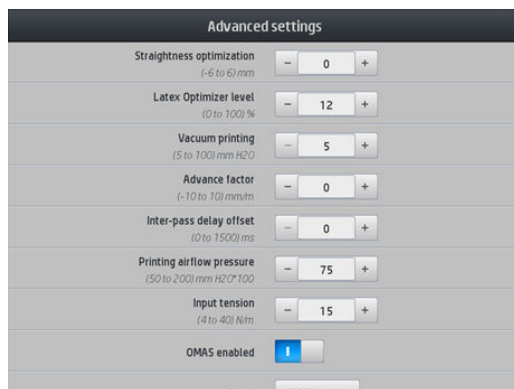 Advanced settings
Straightness optimization
(-6 to 6) mm
- 0 +
Latex Optimizer level
(0 to 100) %
- 12 +
Vacuum printing
(5 to 100) mm H2O
- 5 +
Advance factor
(-10 to 10) mm/m
- 0 +
Inter-pass delay offset
(0 to 1500) ms
- 0 +
Printing airflow pressure
(50 to 200) mm H2O*100
- 75 +
Input tension
(4 to 40) N/m
- 15 +
OMAS enabled